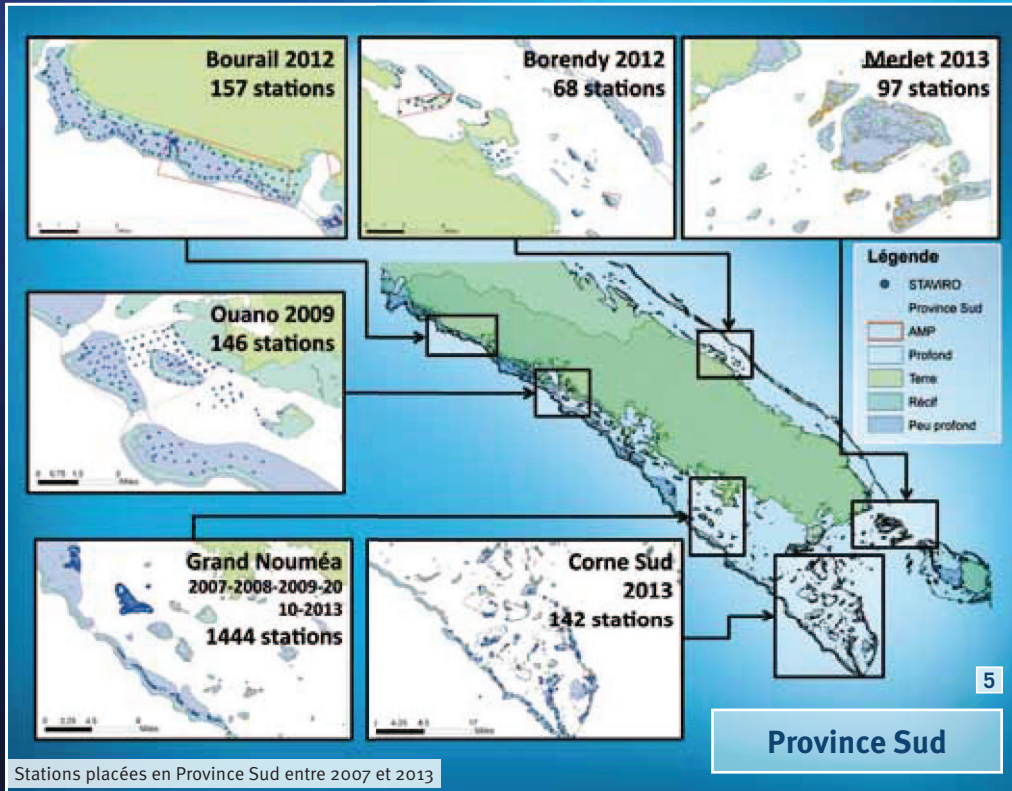 Bourail 2012
157 stations
Borendy 2012
68 stations
Merlet 2013
97 stations
Ouano 2009
146 stations
Légende
STAVIRO
Province Sud
AMP
Profond
Terre
Récif
Peu profond
Grand Nouméa
2007-2008-2009-20
10-2013
1444 stations
Corne Sud
2013
142 stations
5
Province Sud
Stations placées en Province Sud entre 2007 et 2013